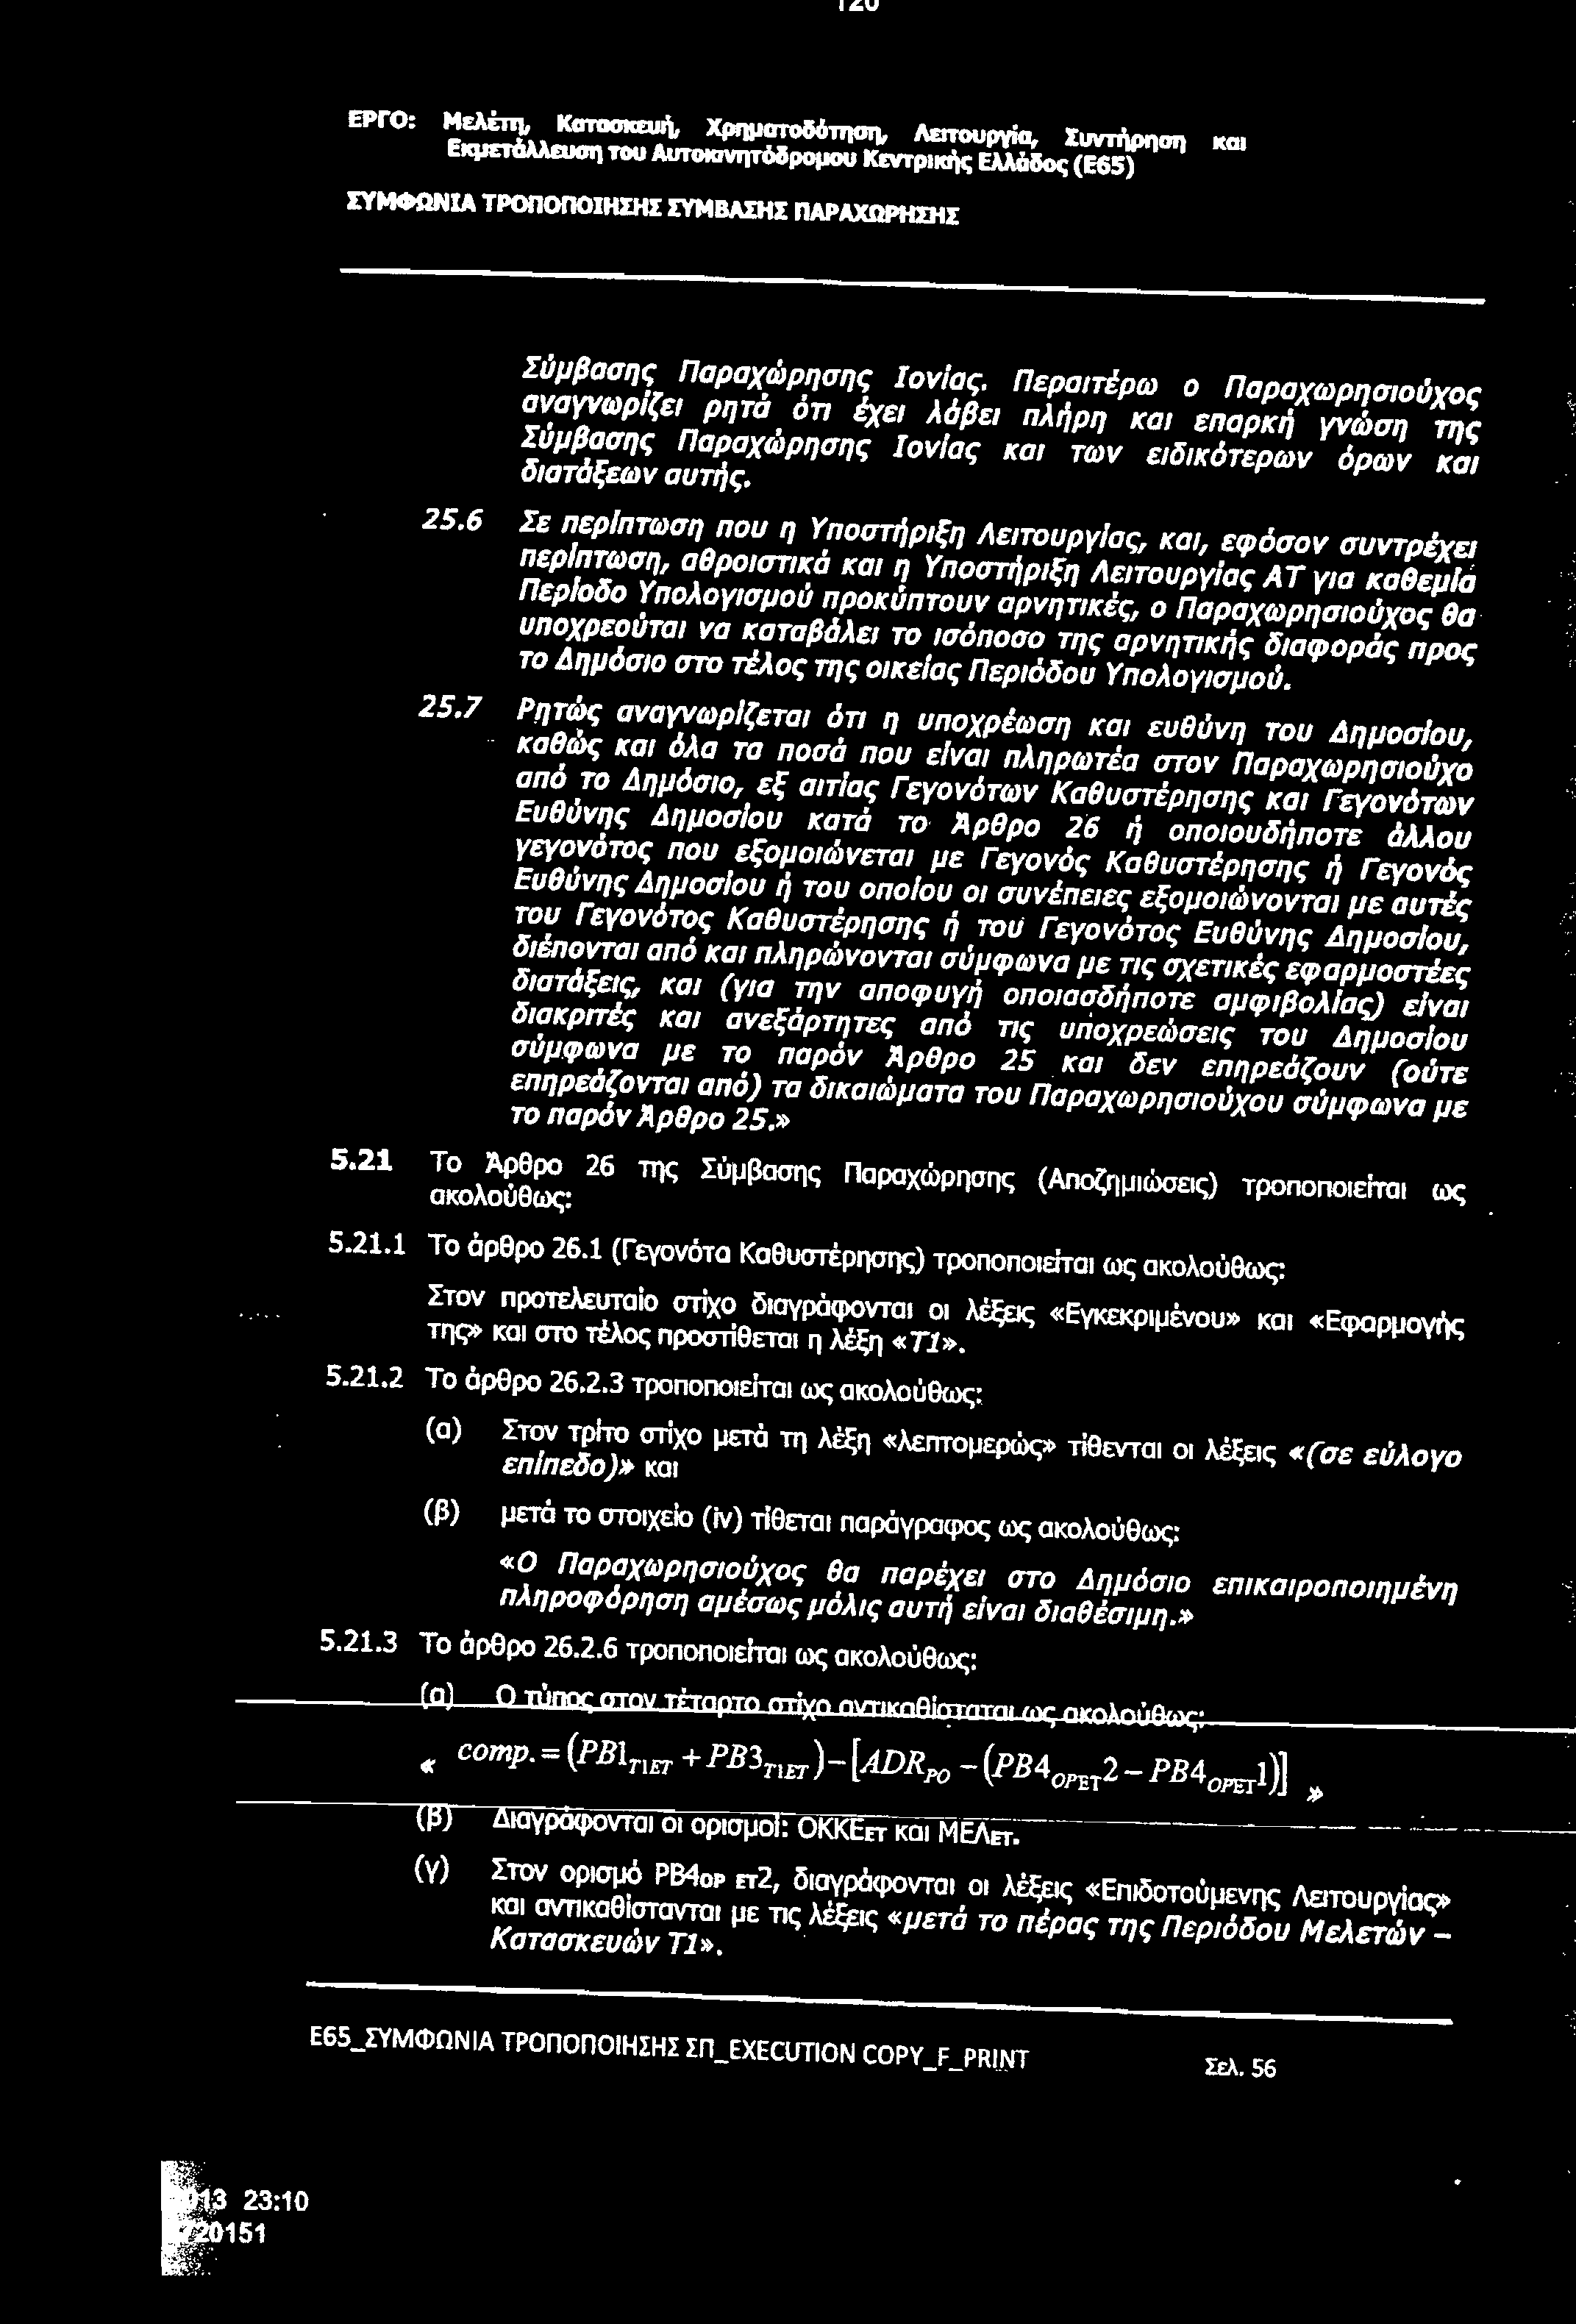 120
ΕΡΓΟ: Μελέτη, Κατασκευή, Χρηματοδότηση, Λειτουργία, Συντήρηση και
Εκμετάλλευση του Αυτοκινητόδρομου Κεντρικής Ελλάδος (Ε65)
ΣΥΜΦΩΝΙΑ ΤΡΟΠΟΠΟΙΗΣΗΣ ΣΥΜΒΑΣΗΣ ΠΑΡΑΧΩΡΗΣΗΣ
Σύμβασης Παραχώρησης Ιονίας. Περαιτέρω ο Παραχωρησιούχος
αναγνωρίζει ρητά ότι έχει λάβει πλήρη και επαρκή γνώση της
Σύμβασης Παραχώρησης Ιονίας και των ειδικότερων όρων και
διατάξεων αυτής.
25.6 Σε περίπτωση που η Υποστήριξη Λειτουργίας, και, εφόσον συντρέχει
περίπτωση, αθροιστικά και η Υποστήριξη Λειτουργίας ΑΤ για καθεμία
Περίοδο Υπολογισμού προκύπτουν αρνητικές, ο Παραχωρησιούχος θα
υποχρεούται να καταβάλει το ισόποσο της αρνητικής διαφοράς προς
το Δημόσιο στο τέλος της οικείας Περιόδου Υπολογισμού.
25.7 Ρητώς αναγνωρίζεται ότι η υποχρέωση και ευθύνη του Δημοσίου,
καθώς και όλα τα ποσά που είναι πληρωτέα στον Παραχωρησιούχο
από το Δημόσιο, εξ αιτίας Γεγονότων Καθυστέρησης και Γεγονότων
Ευθύνης Δημοσίου κατά το Άρθρο 26 ή οποιουδήποτε άλλου
γεγονότος που εξομοιώνεται με Γεγονός Καθυστέρησης ή Γεγονός
Ευθύνης Δημοσίου ή του οποίου οι συνέπειες εξομοιώνονται με αυτές
του Γεγονότος Καθυστέρησης ή του Γεγονότος Ευθύνης Δημοσίου,
διέπονται από και πληρώνονται σύμφωνα με τις σχετικές εφαρμοστέες
διατάξεις, και (για την αποφυγή οποιασδήποτε αμφιβολίας) είναι
διακριτές και ανεξάρτητες από τις υποχρεώσεις του Δημοσίου
σύμφωνα με το παρόν Άρθρο 25 και δεν επηρεάζουν (ούτε
επηρεάζονται από) τα δικαιώματα του Παραχωρησιούχου σύμφωνα με
το παρόν Άρθρο 25.»
5.21 Το Άρθρο 26 της Σύμβασης Παραχώρησης (Αποζημιώσεις) τροποποιείται ως
ακολούθως:
5.21.1 Το άρθρο 26.1 (Γεγονότα Καθυστέρησης) τροποποιείται ως ακολούθως:
Στον προτελευταίο στίχο διαγράφονται οι λέξεις «Εγκεκριμένου» και «Εφαρμογής
της» και στο τέλος προστίθεται η λέξη «Τ1».
5.21.2 Το άρθρο 26.2.3 τροποποιείται ως ακολούθως:
(α) Στον τρίτο στίχο μετά τη λέξη «λεπτομερώς» τίθενται οι λέξεις «(σε εύλογο
επίπεδο)» και
(β) μετά το στοιχείο (iv) τίθεται παράγραφος ως ακολούθως:
«Ο Παραχωρησιούχος θα παρέχει στο Δημόσιο επικαιροποιημένη
πληροφόρηση αμέσως μόλις αυτή είναι διαθέσιμη.»
5.21.3 Το άρθρο 26.2.6 τροποποιείται ως ακολούθως:
(α) Ο τύπος στον τέταρτο στίχο αντικαθίσταται ως ακολούθως:
« comp. = (PB1T1ET + PB3T1ET) − [ADRPO − (PB4OPET2 − PB4OPET1)] »
(β) Διαγράφονται οι ορισμοί: ΟΚΚΕΕΤ και ΜΕΛΕΤ.
(γ) Στον ορισμό PB4OP ET2, διαγράφονται οι λέξεις «Επιδοτούμενης Λειτουργίας»
και αντικαθίστανται με τις λέξεις «μετά το πέρας της Περιόδου Μελετών –
Κατασκευών Τ1».
E65_ΣΥΜΦΩΝΙΑ ΤΡΟΠΟΠΟΙΗΣΗΣ ΣΠ_EXECUTION COPY_F_PRINT Σελ. 56
013 23:10
720151